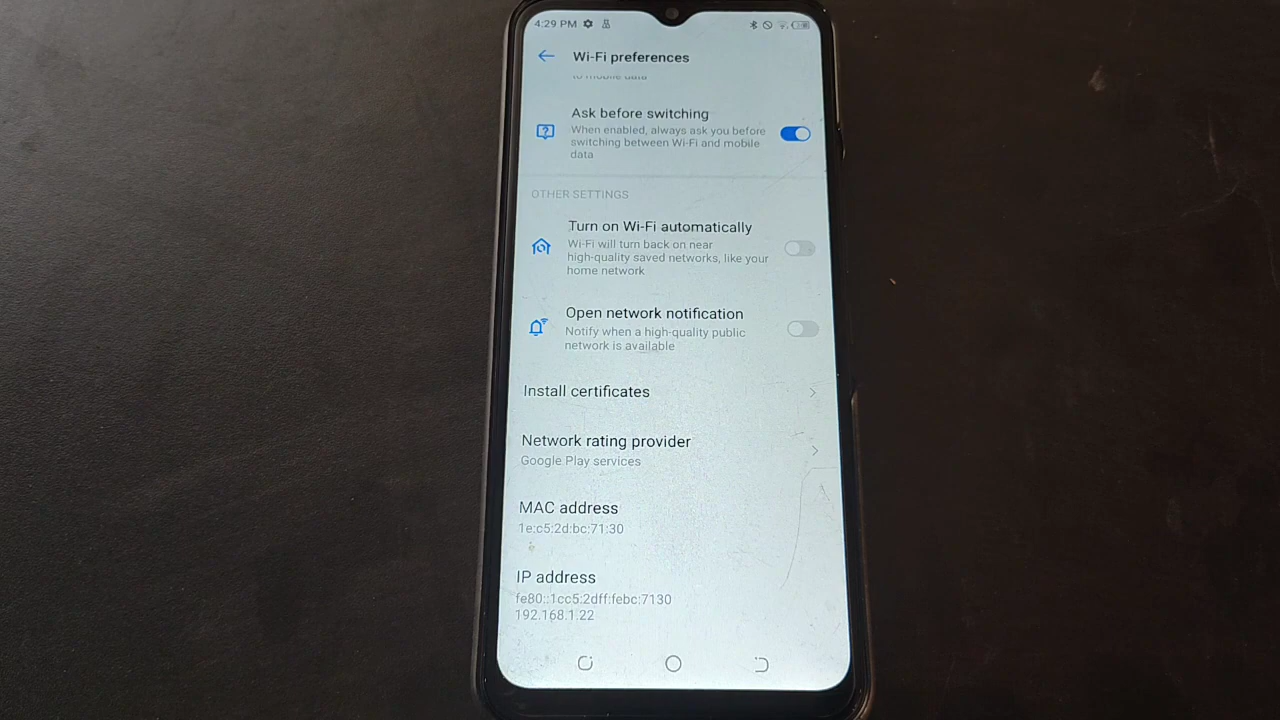 4:29 PM
Wi-Fi preferences
to mobile data
Ask before switching
When enabled, always ask you before
switching between Wi-Fi and mobile
data
OTHER SETTINGS
Turn on Wi-Fi automatically
Wi-Fi will turn back on near
high-quality saved networks, like your
home network
Open network notification
Notify when a high-quality public
network is available
Install certificates
Network rating provider
Google Play services
MAC address
1e:c5:2d:bc:71:30
IP address
fe80::1cc5:2dff:febc:7130
192.168.1.22